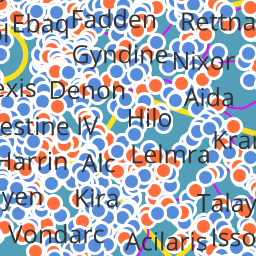 Ebaq Fadden Rettna
Gyndine Nixor
exis Denon Aida
estine IV Hilo
Harrin Alc Lelmra Kran
yen Kira Talay
Vondarc Acilaris Isso